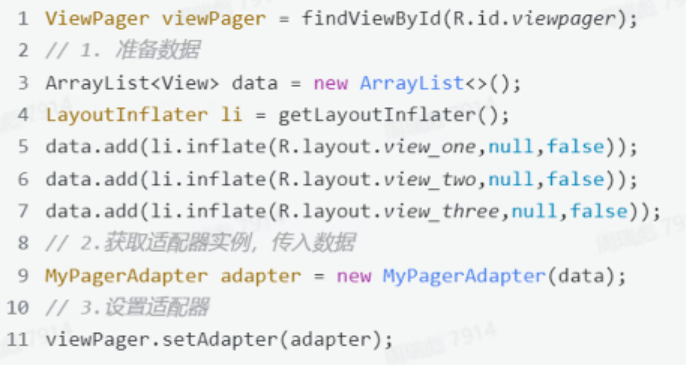 1 ViewPager viewPager = findViewById(R.id.viewpager);
2 // 1. 准备数据
3 ArrayList<View> data = new ArrayList<>();
4 LayoutInflater li = getLayoutInflater();
5 data.add(li.inflate(R.layout.view_one,null,false));
6 data.add(li.inflate(R.layout.view_two,null,false));
7 data.add(li.inflate(R.layout.view_three,null,false));
8 // 2.获取适配器实例，传入数据
9 MyPagerAdapter adapter = new MyPagerAdapter(data);
10 // 3.设置适配器
11 viewPager.setAdapter(adapter);